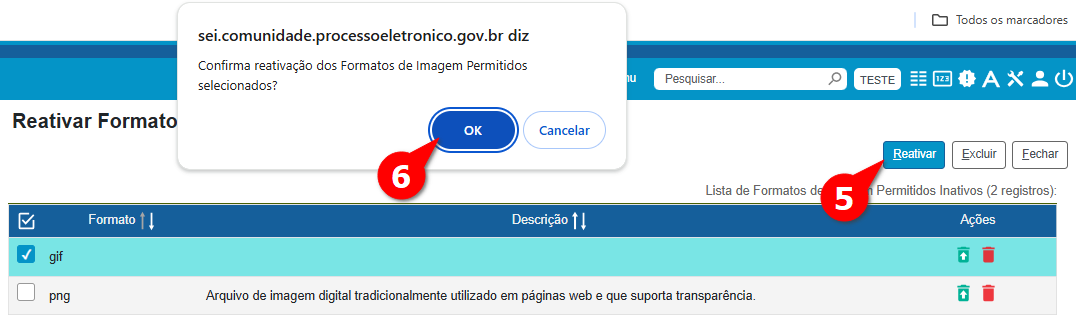 Todos os marcadores
sei.comunidade.processoeletronico.gov.br diz
Confirma reativação dos Formatos de Imagem Permitidos
selecionados?
OK
Cancelar
6
nu
Pesquisar...
TESTE
123
A
Reativar Formato
Reativar
Excluir
Fechar
5
Lista de Formatos de m Permitidos Inativos (2 registros):
Formato
Descrição
Ações
gif
png
Arquivo de imagem digital tradicionalmente utilizado em páginas web e que suporta transparência.